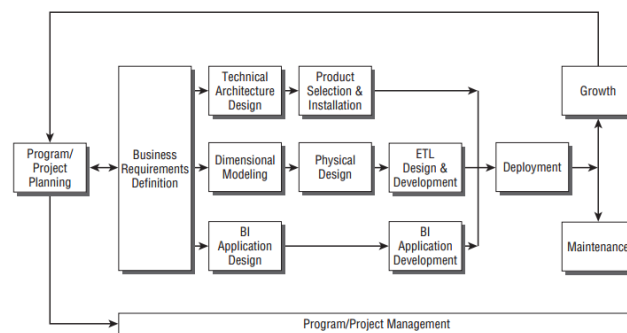 Technical
Architecture
Design
Product
Selection &
Installation
Growth
Program/
Project
Planning
Business
Requirements
Definition
Dimensional
Modeling
Physical
Design
ETL
Design &
Development
Deployment
BI
Application
Design
BI
Application
Development
Maintenance
Program/Project Management